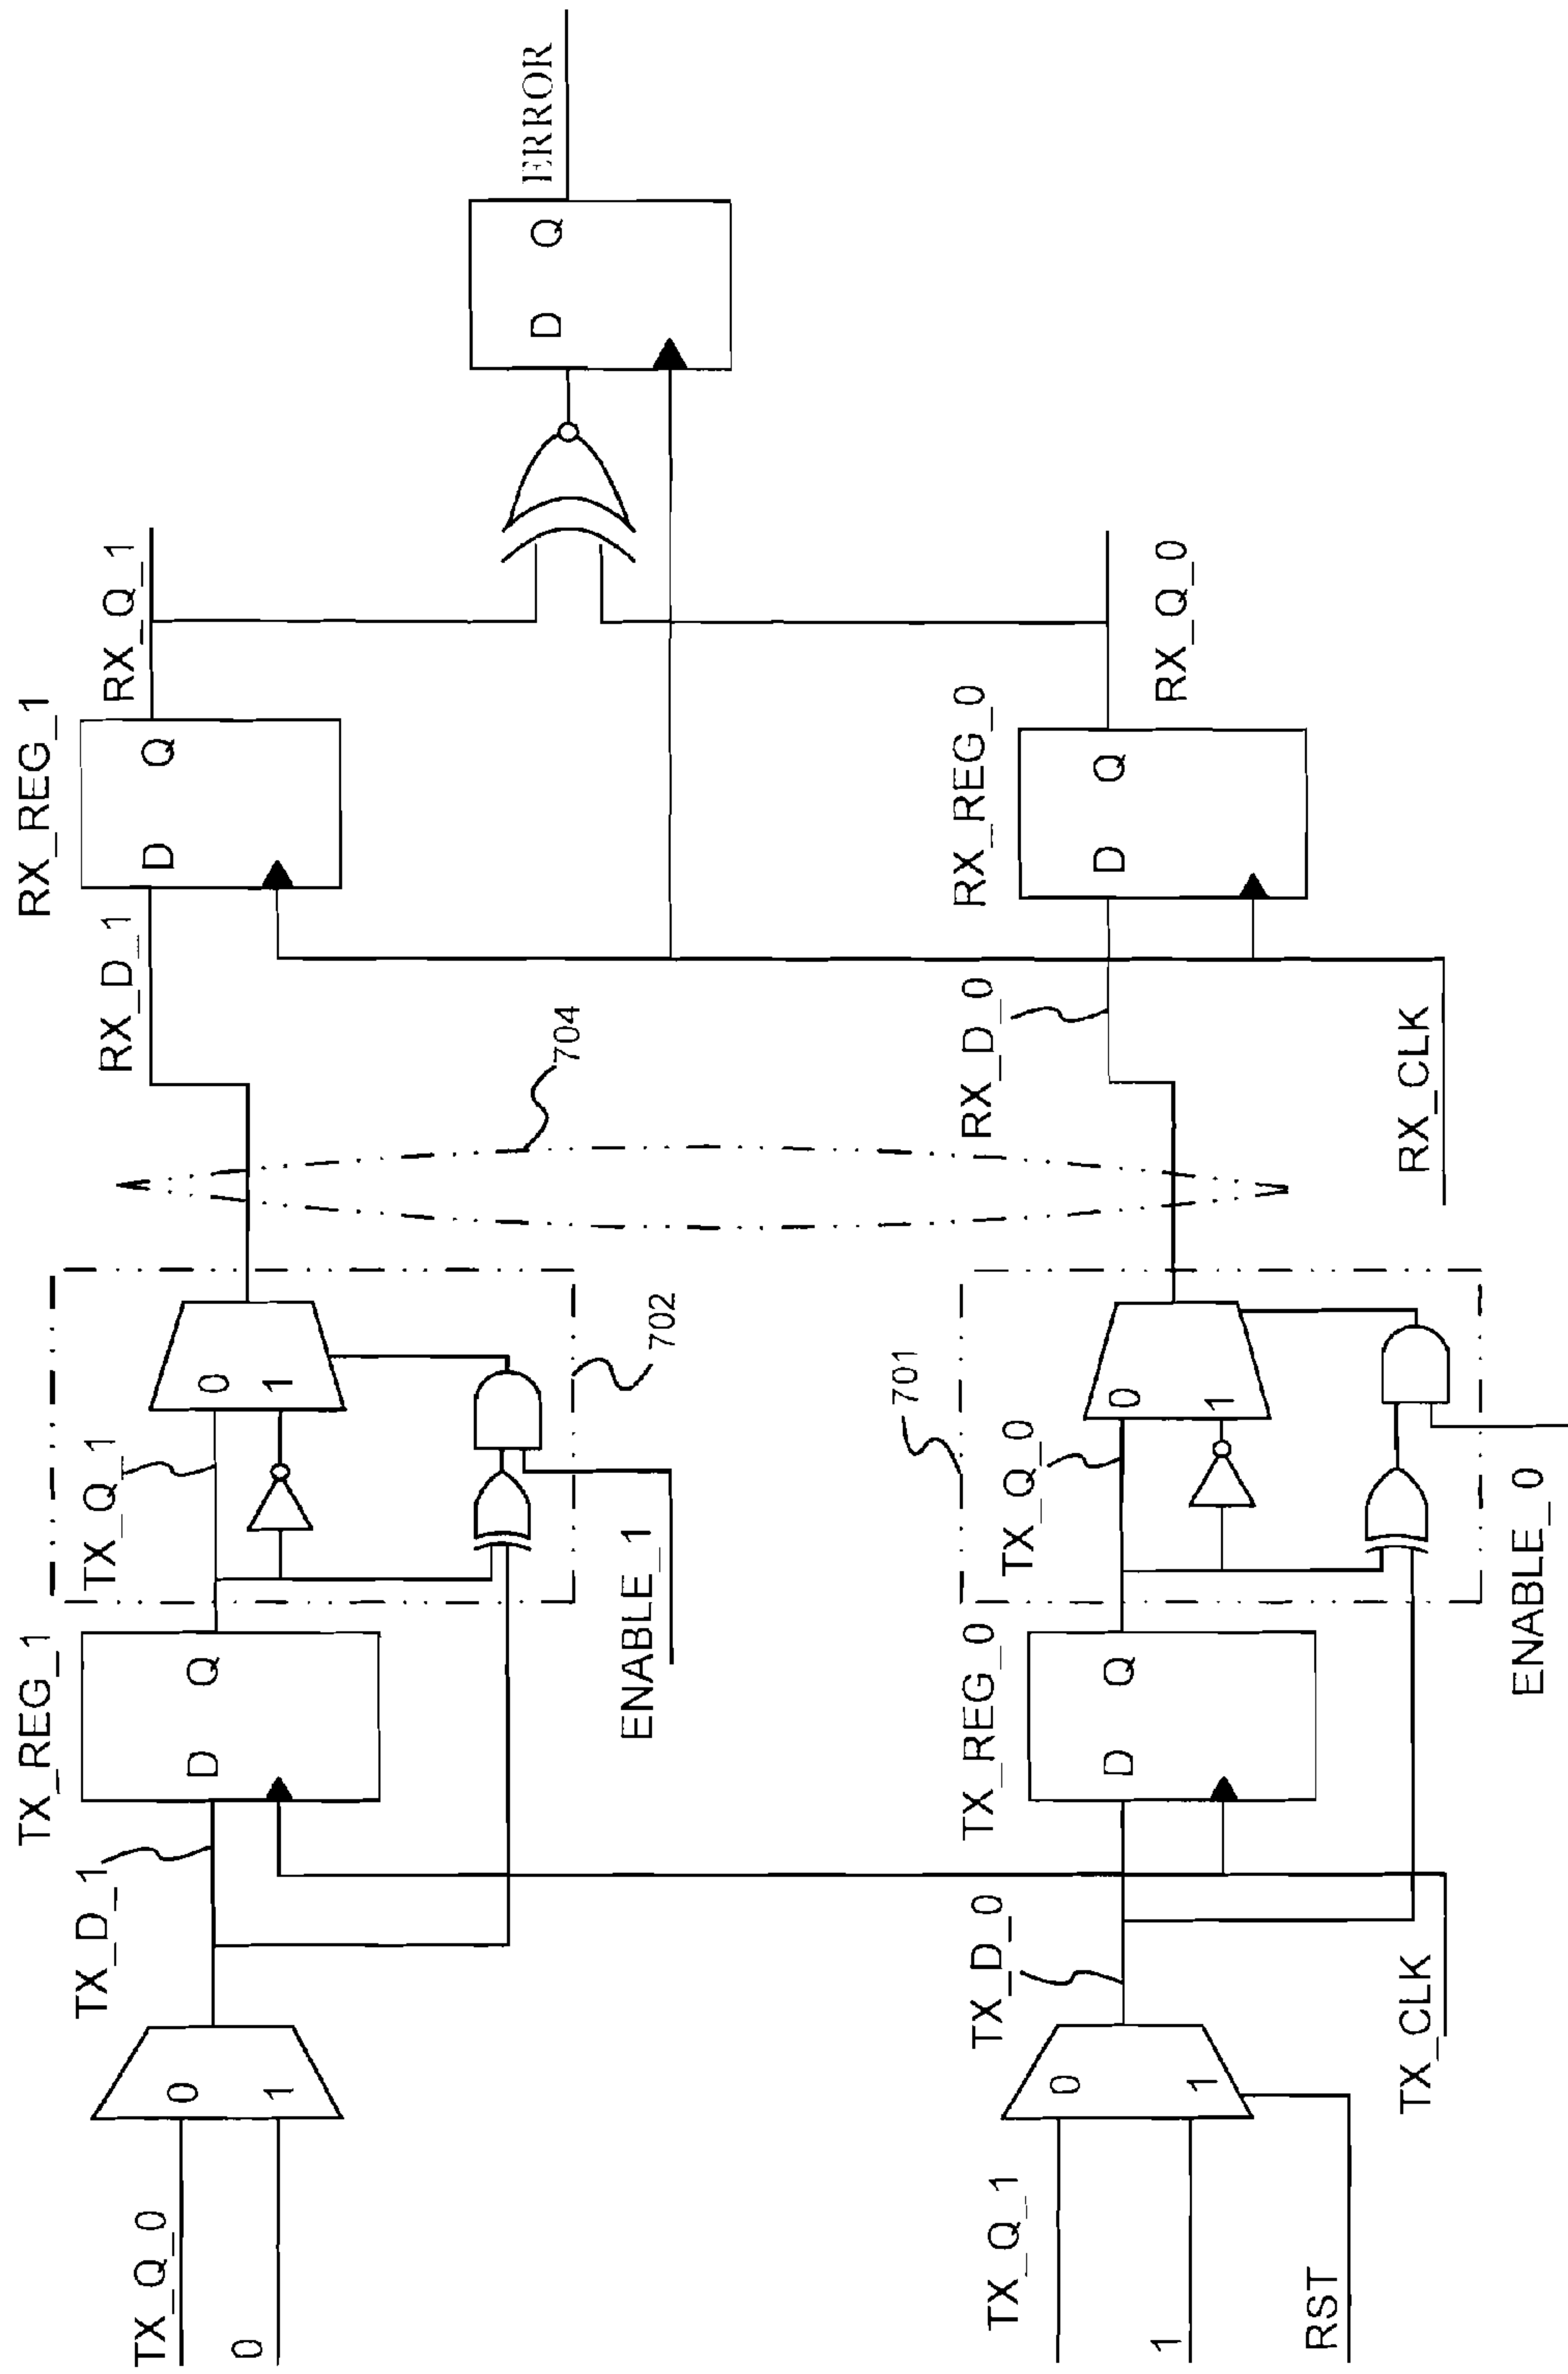 TX_Q_0
0
TX_D_1
TX_REG_1
D Q
TX_Q_1
0
1
702
ENABLE_1
0
1
RX_D_1
RX_REG_1
D Q
RX_Q_1
704
D Q
ERROR
TX_Q_1
1
RST
0
1
TX_D_0
TX_CLK
TX_REG_0
D Q
701
TX_Q_0
0
1
ENABLE_0
RX_D_0
RX_CLK
RX_REG_0
D Q
RX_Q_0